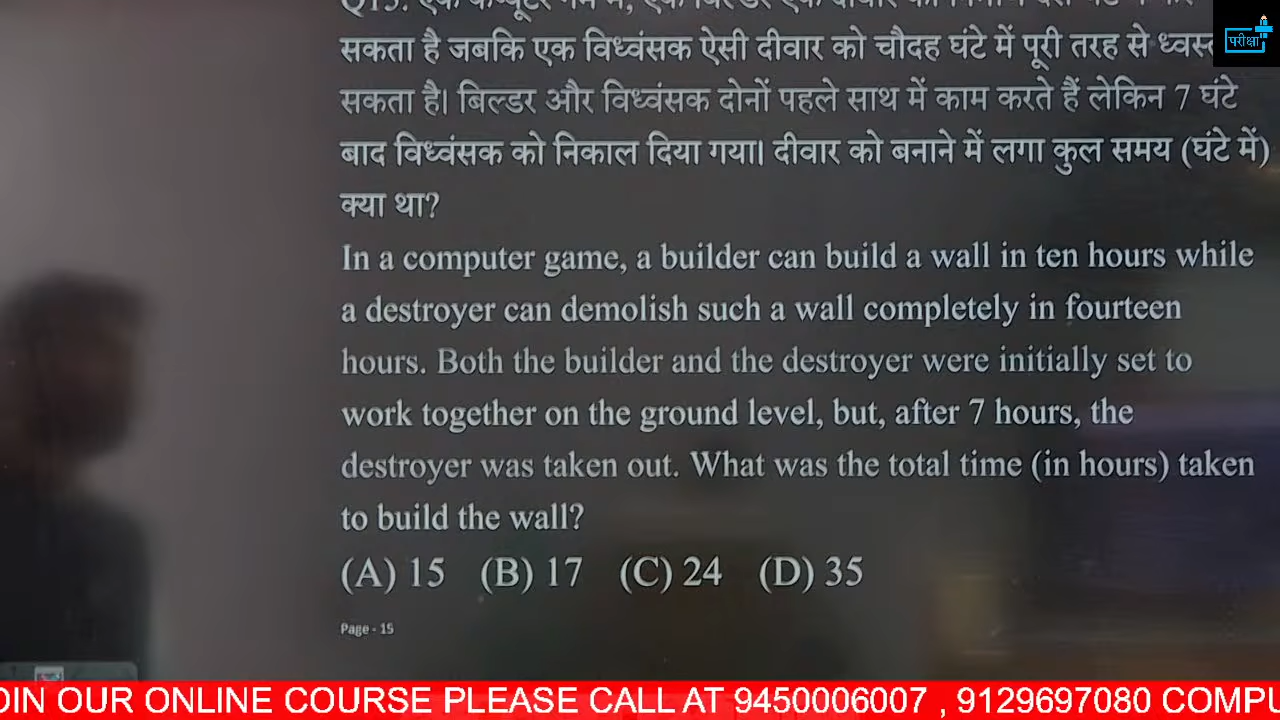 परीक्षा
सकता है जबकि एक विध्वंसक ऐसी दीवार को चौदह घंटे में पूरी तरह से
सकता है। बिल्डर और विध्वंसक दोनों पहले साथ में काम करते हैं लेकिन 7 घंटे
बाद विध्वंसक को निकाल दिया गया। दीवार को बनाने में लगा कुल समय (घंटे में)
क्या था?
In a computer game, a builder can build a wall in ten hours while
a destroyer can demolish such a wall completely in fourteen
hours. Both the builder and the destroyer were initially set to
work together on the ground level, but, after 7 hours, the
destroyer was taken out. What was the total time (in hours) taken
to build the wall?
(A) 15 (B) 17 (C) 24 (D) 35
Page - 15
OIN OUR ONLINE COURSE PLEASE CALL AT 9450006007 , 9129697080 COMPU